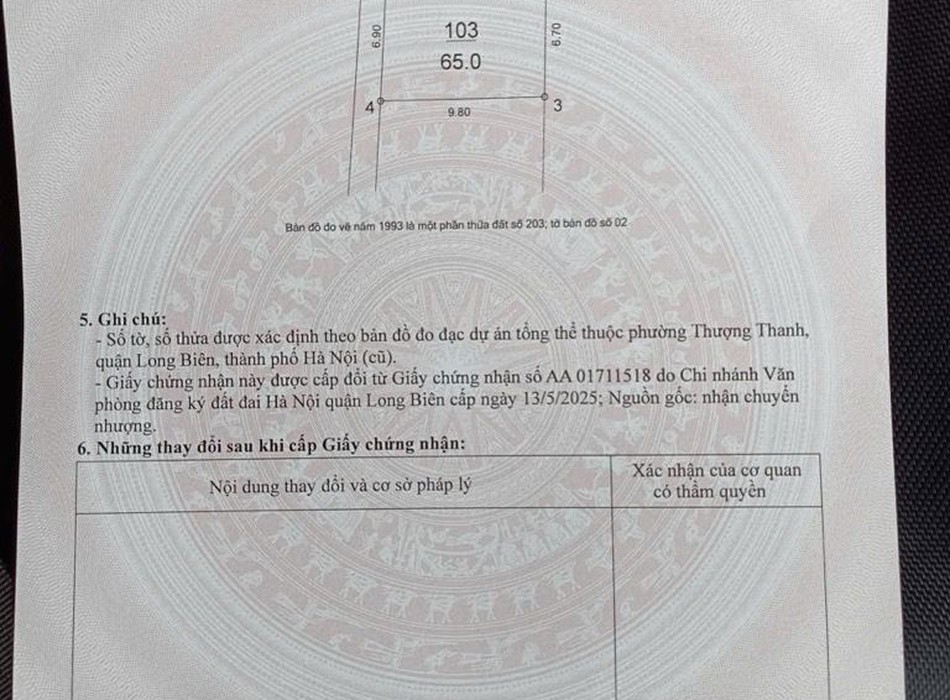 6.90
103
6.70
65.0
4
3
9.80
Bản đồ đo vẽ năm 1993 là một phần thửa đất số 203; tờ bản đồ số 02
5. Ghi chú:
- Số tờ, số thửa được xác định theo bản đồ đo đạc dự án tổng thể thuộc phường Thượng Thanh,
quận Long Biên, thành phố Hà Nội (cũ).
- Giấy chứng nhận này được cấp đổi từ Giấy chứng nhận số AA 01711518 do Chi nhánh Văn
phòng đăng ký đất đai Hà Nội quận Long Biên cấp ngày 13/5/2025; Nguồn gốc: nhận chuyển
nhượng.
6. Những thay đổi sau khi cấp Giấy chứng nhận:
Nội dung thay đổi và cơ sở pháp lý
Xác nhận của cơ quan
có thẩm quyền